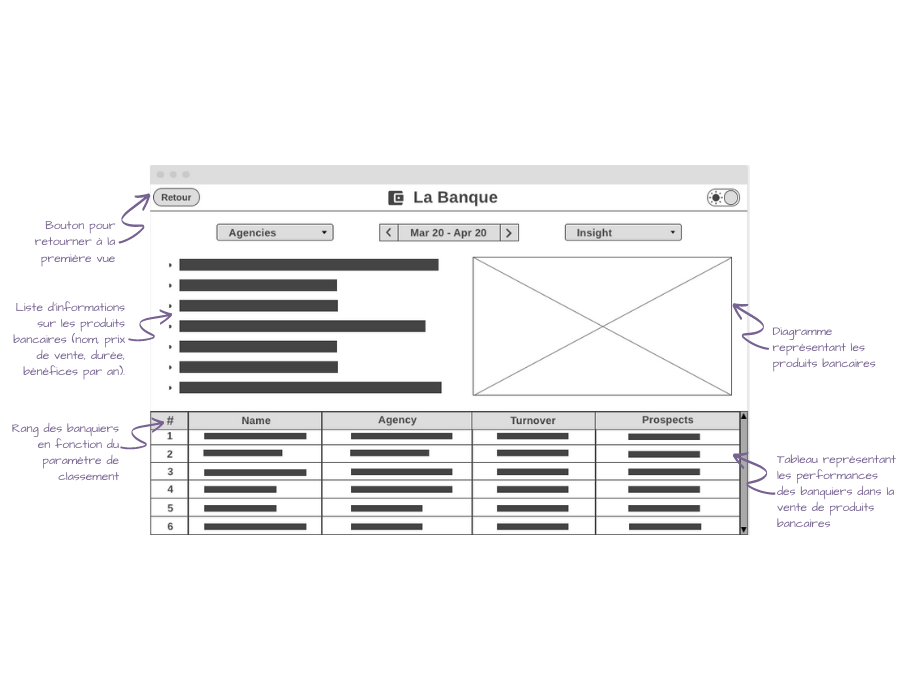 Retour
La Banque
Bouton pour
retourner à la
première vue
Agencies
Mar 20 - Apr 20
Insight
Liste d'informations
sur les produits
bancaires (nom, prix
de vente, durée,
bénéfices par an).
Diagramme
représentant les
produits bancaires
Rang des banquiers
en fonction du
paramètre de
classement
# Name Agency Turnover Prospects
1
2
3
4
5
6
Tableau représentant
les performances
des banquiers dans la
vente de produits
bancaires